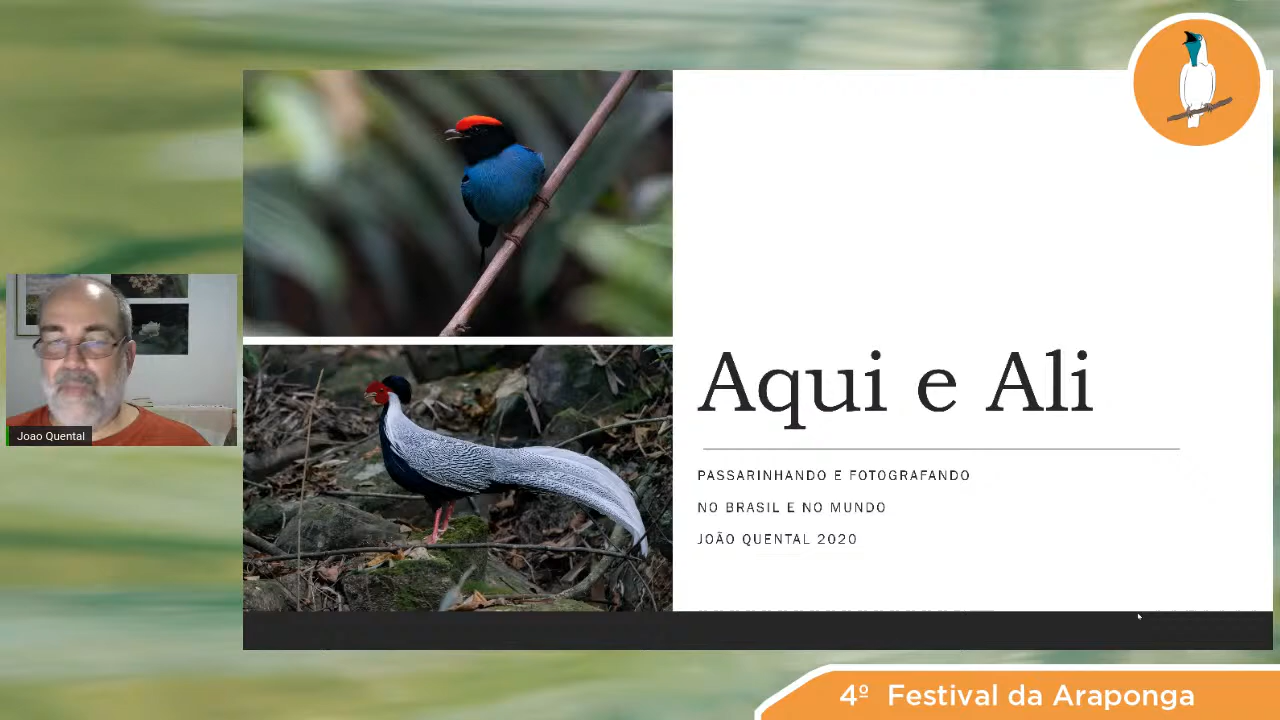 Aqui e Ali
PASSARINHANDO E FOTOGRAFANDO
NO BRASIL E NO MUNDO
JOÃO QUENTAL 2020
Joao Quental
4º Festival da Araponga